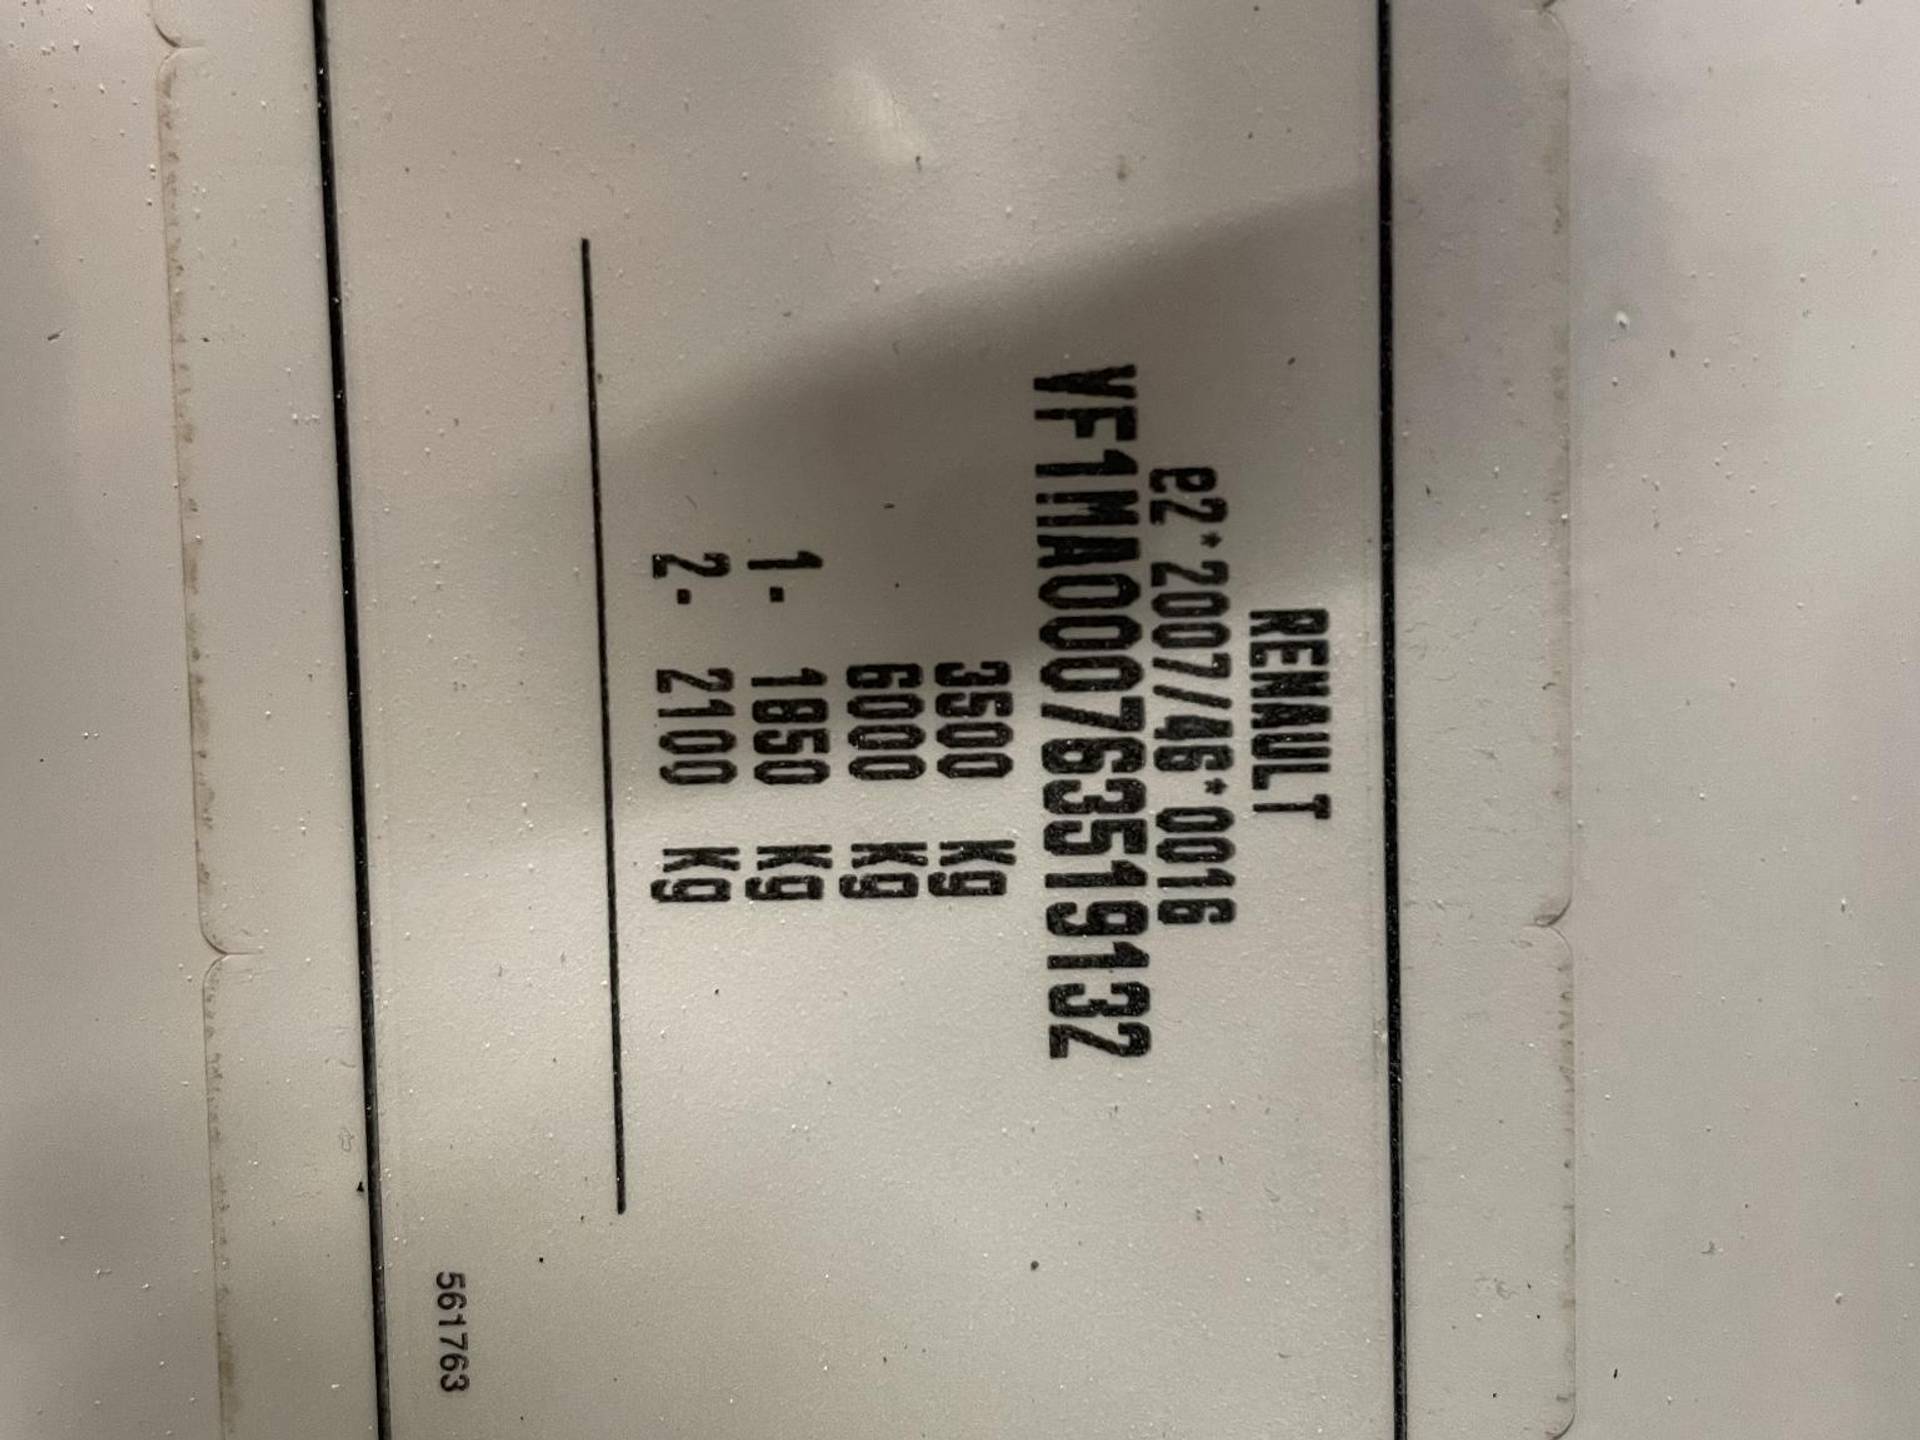 RENAULT
e2*2007/46*0016
VF1MA000763519132
3500 Kg
6000 Kg
1- 1850 Kg
2- 2100 Kg
561763